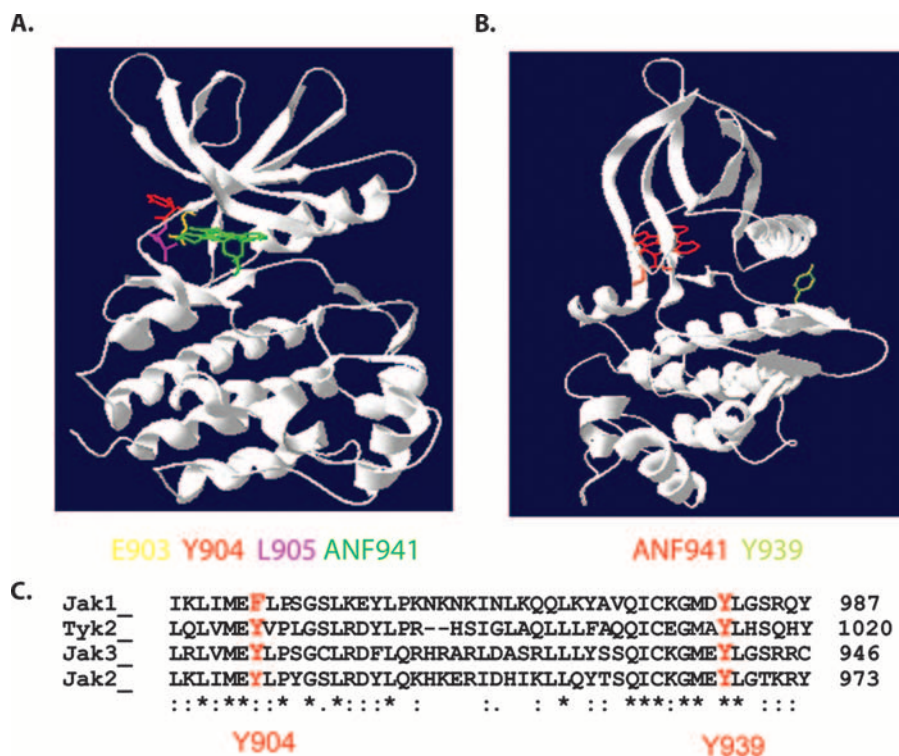 A.
B.
E903 Y904 L905 ANF941
ANF941 Y939
C.
Jak1_ IKLIMEFLPSGSLKEYLPKNKNKINLKQQLKYAVQICKGMDYLGSRQY 987
Tyk2_ LQLVMEYVPLGSLRDYLPR--HSIGLAQLLLFAQQICEGMAYLHSQHY 1020
Jak3_ LRLVMEYLPSGCLRDFLQRHRARLDASRLLLYSSQICKGMEYLGSRRC 946
Jak2_ LKLIMEYLPYGSLRDYLQKHKERIDHIKLLQYTSQICKGMEYLGTKRY 973
::*:**::* *.*:::* : :. * : ***:** ** :::
Y904 Y939